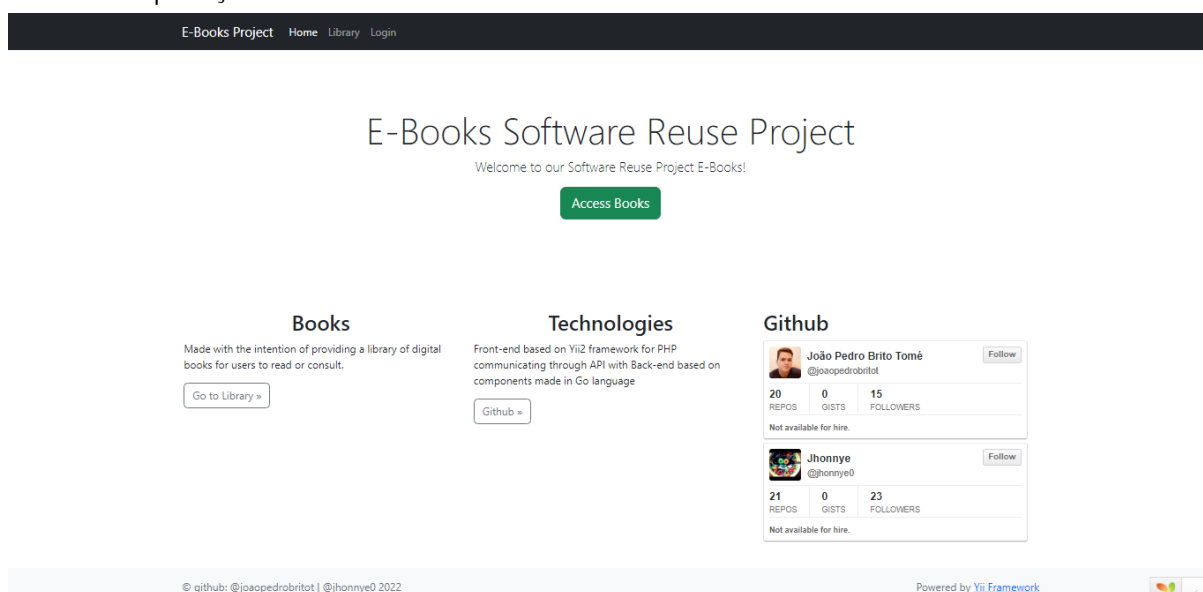 E-Books Project Home Library Login
E-Books Software Reuse Project
Welcome to our Software Reuse Project E-Books!
Access Books
Books
Made with the intention of providing a library of digital
books for users to read or consult.
Go to Library »
Technologies
Front-end based on Yii2 framework for PHP
communicating through API with Back-end based on
components made in Go language
Github »
Github
João Pedro Brito Tomé
@joaopedrobritot
Follow
20 0 15
REPOS GISTS FOLLOWERS
Not available for hire.
Jhonnye
@jhonnye0
Follow
21 0 23
REPOS GISTS FOLLOWERS
Not available for hire.
© github: @joaopedrobritot | @jhonnye0 2022
Powered by Yii Framework